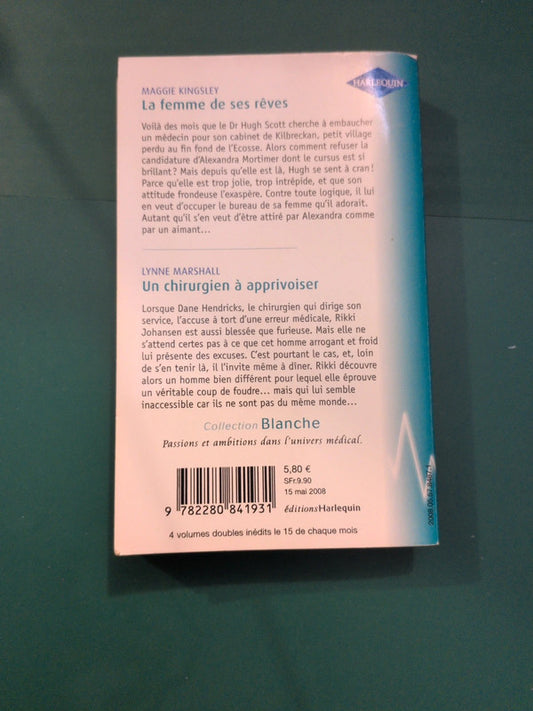 HARLEQUIN
MAGGIE KINGSLEY
La femme de ses rêves
Voilà des mois que le Dr Hugh Scott cherche à embaucher
un médecin pour son cabinet de Kilbreckan, petit village
perdu au fin fond de l'Ecosse. Alors comment refuser la
candidature d'Alexandra Mortimer dont le cursus est si
brillant ? Mais depuis qu'elle est là, Hugh se sent à cran !
Parce qu'elle est trop jolie, trop intrépide, et que son
attitude frondeuse l'exaspère. Contre toute logique, il lui
en veut d'occuper le bureau de sa femme qu'il adorait.
Autant qu'il s'en veut d'être attiré par Alexandra comme
par un aimant...
LYNNE MARSHALL
Un chirurgien à apprivoiser
Lorsque Dane Hendricks, le chirurgien qui dirige son
service, l'accuse à tort d'une erreur médicale, Rikki
Johansen est aussi blessée que furieuse. Mais elle ne
s'attend certes pas à ce que cet homme arrogant et froid
lui présente des excuses. C'est pourtant le cas, et, loin
de s'en tenir là, il l'invite même à dîner. Rikki découvre
alors un homme bien différent pour lequel elle éprouve
un véritable coup de foudre... mais qui lui semble
inaccessible car ils ne sont pas du même monde...
Collection Blanche
Passions et ambitions dans l'univers médical.
5,80 €
SFr.9.90
15 mai 2008
9 782280 841931
éditionsHarlequin
4 volumes doubles inédits le 15 de chaque mois